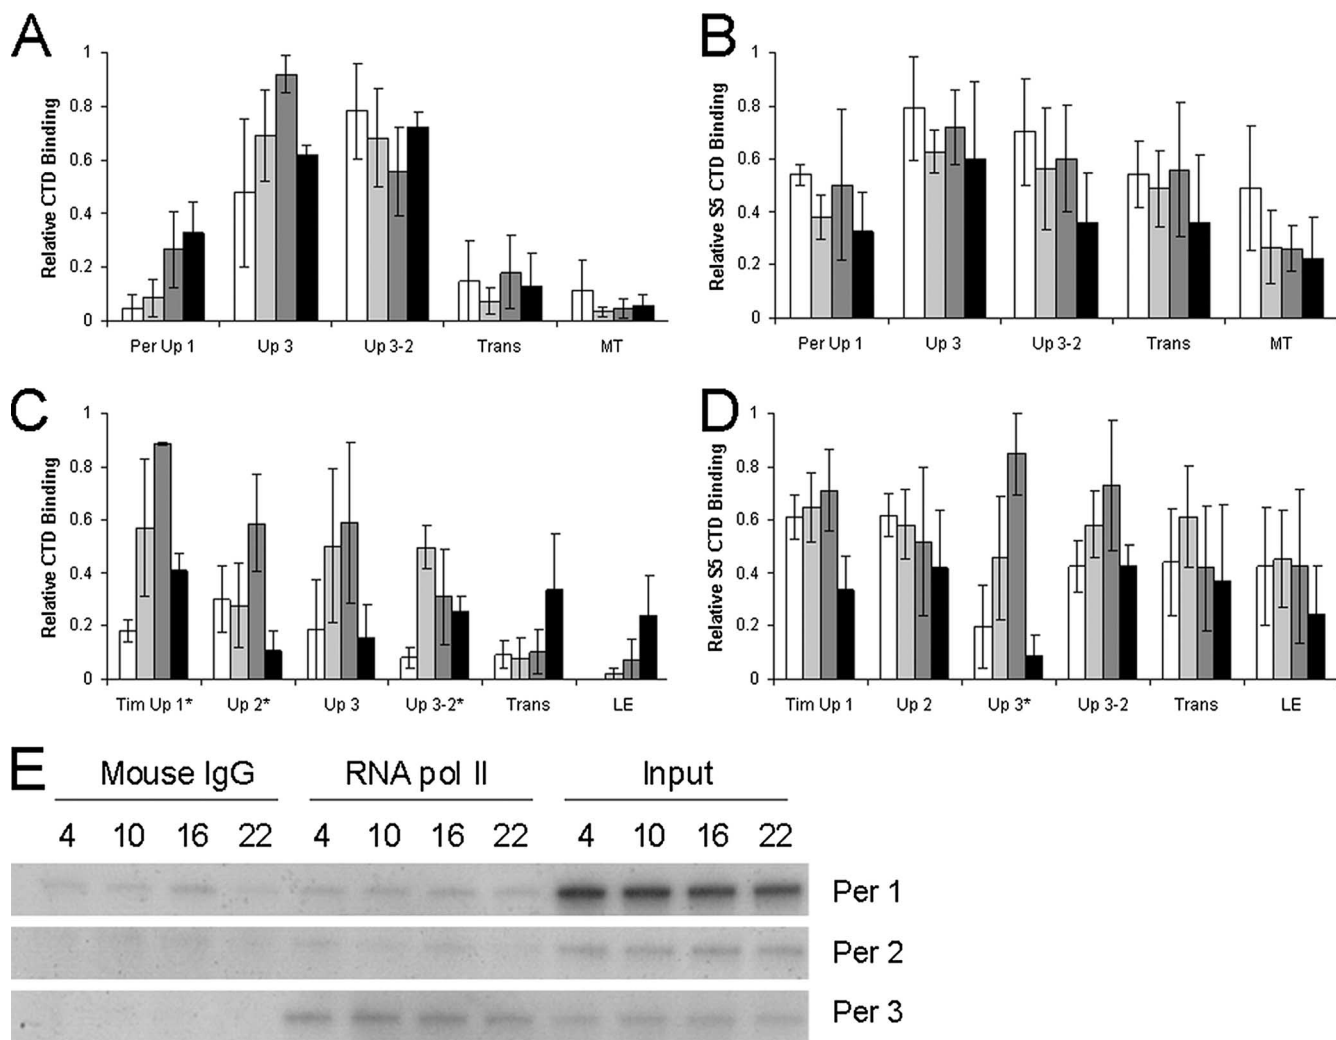 A
Relative CTD Binding
1
0.8
0.6
0.4
0.2
0
Per Up 1 Up 3 Up 3-2 Trans MT
B
Relative S5 CTD Binding
1
0.8
0.6
0.4
0.2
0
Per Up 1 Up 3 Up 3-2 Trans MT
C
Relative CTD Binding
1
0.8
0.6
0.4
0.2
0
Tim Up 1* Up 2* Up 3 Up 3-2* Trans LE
D
Relative S5 CTD Binding
1
0.8
0.6
0.4
0.2
0
Tim Up 1 Up 2 Up 3* Up 3-2 Trans LE
E
Mouse IgG RNA pol II Input
4 10 16 22 4 10 16 22 4 10 16 22
Per 1
Per 2
Per 3